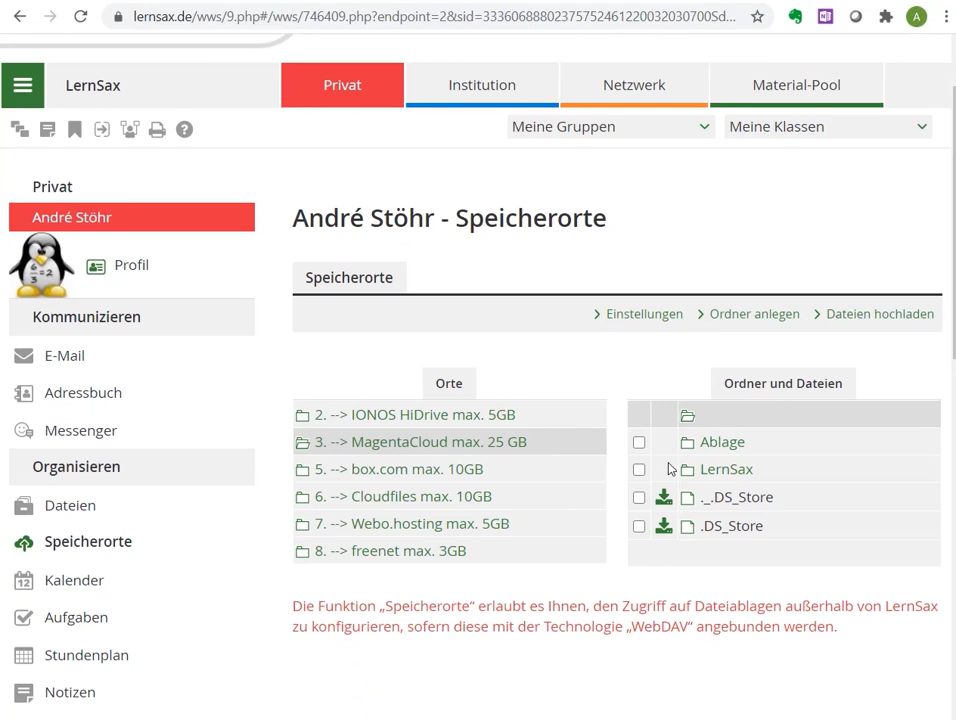 lernsax.de/wws/9.php#/wws/746409.php?endpoint=2&sid=33360688802375752461220032030700Sd...
A
LernSax
Privat
Institution
Netzwerk
Material-Pool
Meine Gruppen
Meine Klassen
Privat
André Stöhr
6/3=2
Profil
Kommunizieren
E-Mail
Adressbuch
Messenger
Organisieren
Dateien
Speicherorte
12
Kalender
Aufgaben
Stundenplan
Notizen
André Stöhr - Speicherorte
Speicherorte
Einstellungen
Ordner anlegen
Dateien hochladen
Orte
2. --> IONOS HiDrive max. 5GB
3. --> MagentaCloud max. 25 GB
5. --> box.com max. 10GB
6. --> Cloudfiles max. 10GB
7. --> Webo.hosting max. 5GB
8. --> freenet max. 3GB
Ordner und Dateien
Ablage
LernSax
._.DS_Store
.DS_Store
Die Funktion „Speicherorte“ erlaubt es Ihnen, den Zugriff auf Dateiablagen außerhalb von LernSax
zu konfigurieren, sofern diese mit der Technologie „WebDAV“ angebunden werden.